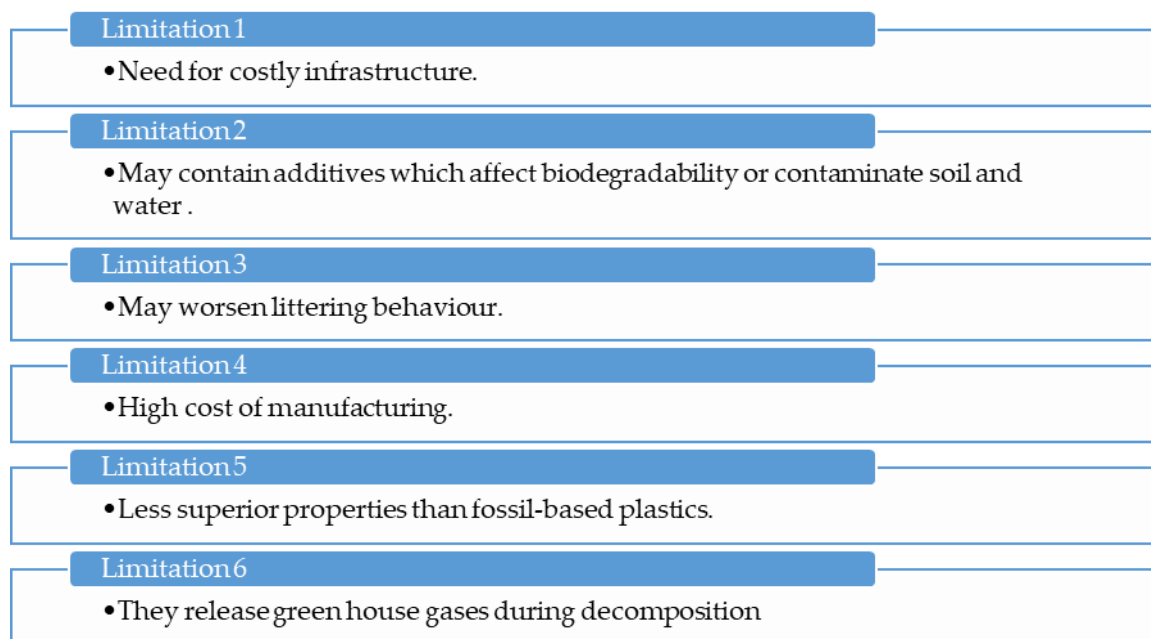 Limitation 1
•Need for costly infrastructure.
Limitation 2
•May contain additives which affect biodegradability or contaminate soil and
water .
Limitation 3
•May worsen littering behaviour.
Limitation 4
•High cost of manufacturing.
Limitation 5
•Less superior properties than fossil-based plastics.
Limitation 6
•They release green house gases during decomposition